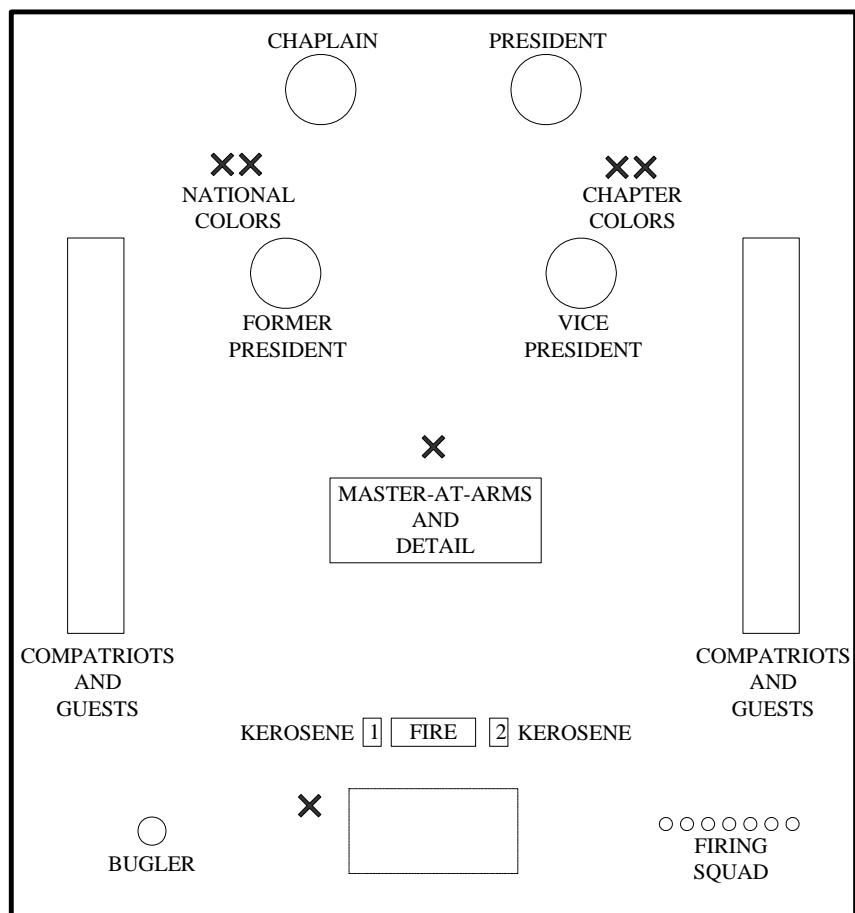 CHAPLAIN
PRESIDENT
NATIONAL
COLORS
CHAPTER
COLORS
FORMER
PRESIDENT
VICE
PRESIDENT
MASTER-AT-ARMS
AND
DETAIL
COMPATRIOTS
AND
GUESTS
COMPATRIOTS
AND
GUESTS
KEROSENE 1 FIRE 2 KEROSENE
BUGLER
FIRING
SQUAD